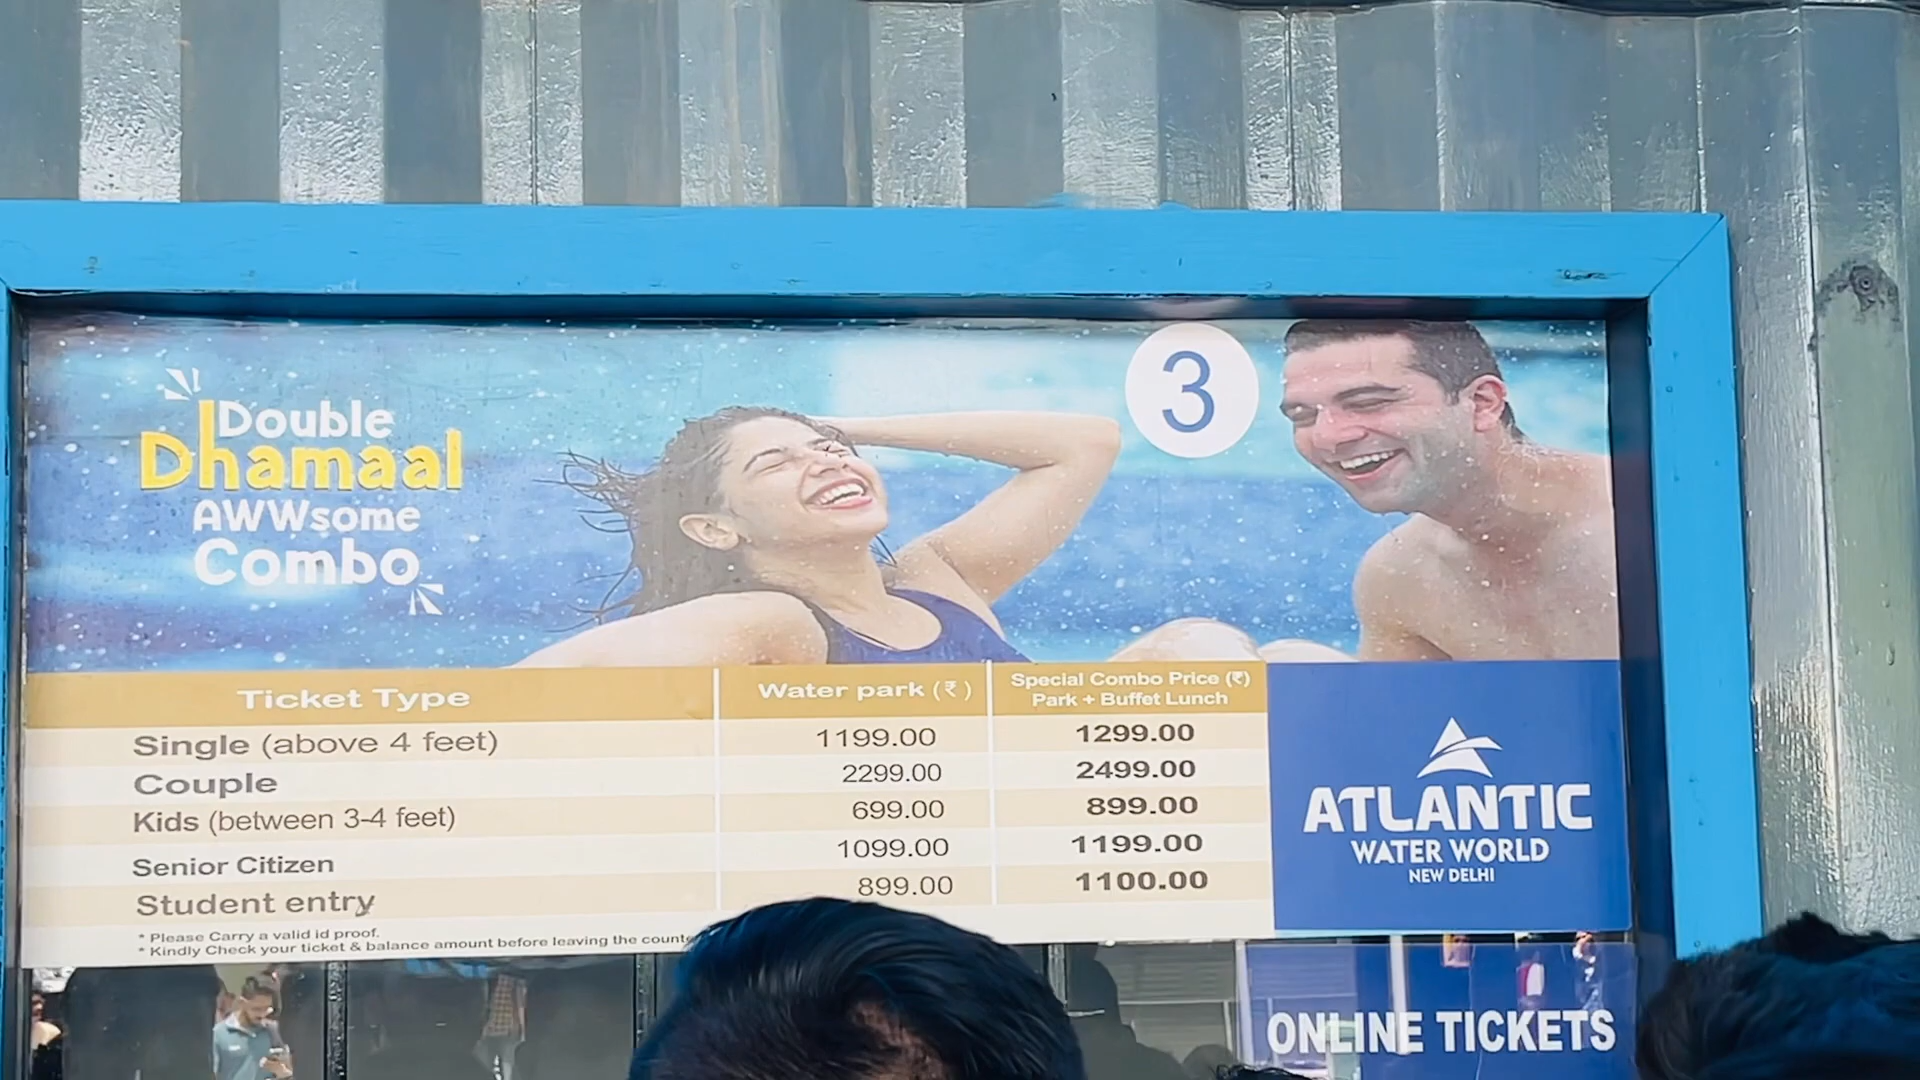 3
Double
Dhamaal
AWWsome
Combo
Ticket Type Water park (₹) Special Combo Price (₹) Park + Buffet Lunch
Single (above 4 feet) 1199.00 1299.00
Couple 2299.00 2499.00
Kids (between 3-4 feet) 699.00 899.00
Senior Citizen 1099.00 1199.00
Student entry 899.00 1100.00
* Please Carry a valid id proof.
* Kindly Check your ticket & balance amount before leaving the
ATLANTIC
WATER WORLD
NEW DELHI
ONLINE TICKETS